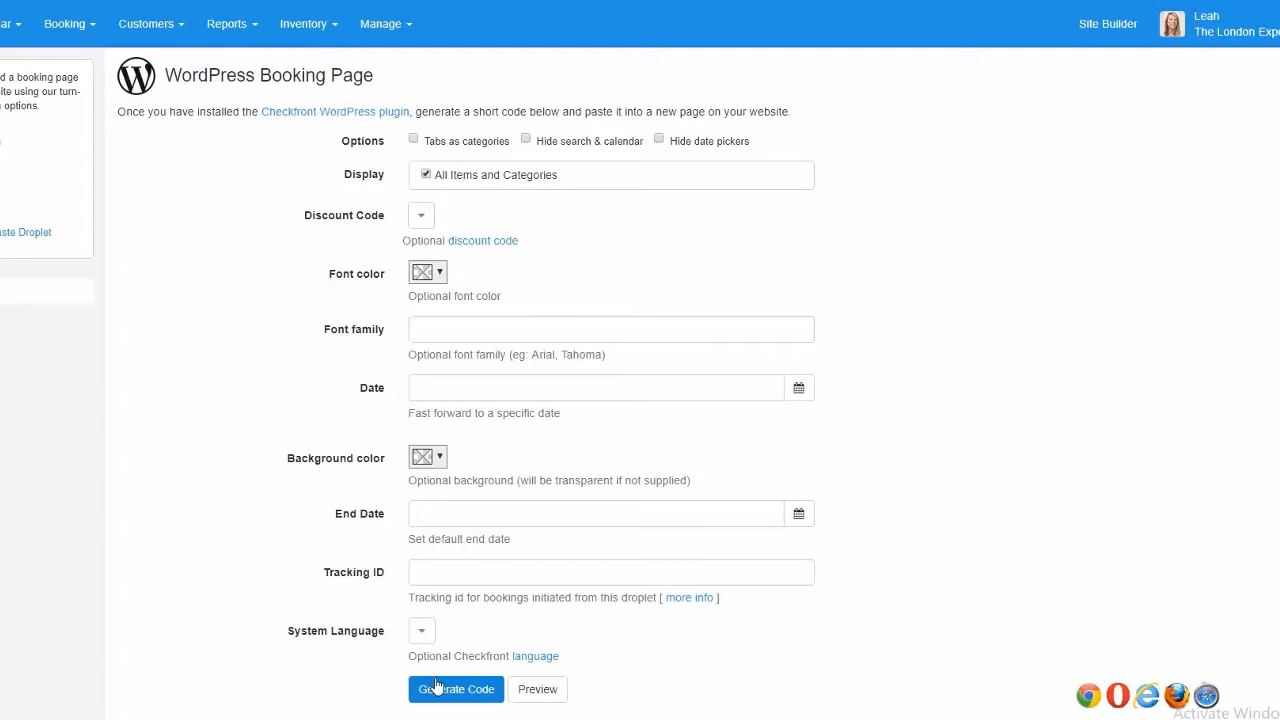 ar Booking Customers Reports Inventory Manage Site Builder Leah
The London Exp
d a booking page
ite using our turn-
options.
ste Droplet
WordPress Booking Page
Once you have installed the Checkfront WordPress plugin, generate a short code below and paste it into a new page on your website.
Options Tabs as categories Hide search & calendar Hide date pickers
Display All Items and Categories
Discount Code
Optional discount code
Font color
Optional font color
Font family
Optional font family (eg: Arial, Tahoma)
Date
Fast forward to a specific date
Background color
Optional background (will be transparent if not supplied)
End Date
Set default end date
Tracking ID
Tracking id for bookings initiated from this droplet [ more info ]
System Language
Optional Checkfront language
Generate Code Preview
Activate Windo